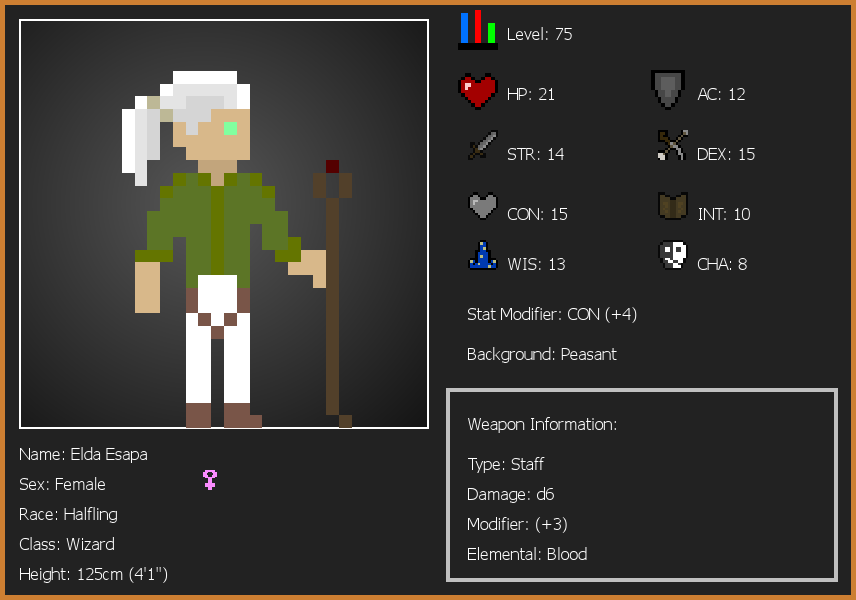 Level: 75
HP: 21
AC: 12
STR: 14
DEX: 15
CON: 15
INT: 10
WIS: 13
CHA: 8
Stat Modifier: CON (+4)
Background: Peasant
Weapon Information:
Type: Staff
Damage: d6
Modifier: (+3)
Elemental: Blood
Name: Elda Esapa
Sex: Female
Race: Halfling
Class: Wizard
Height: 125cm (4'1")